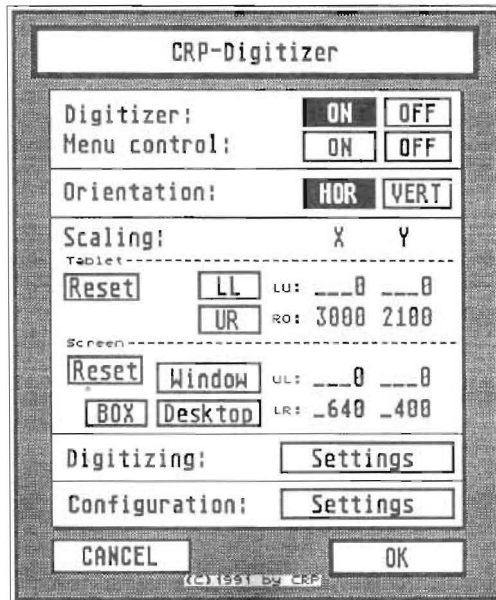 CRP-Digitizer
Digitizer: ON OFF
Menu control: ON OFF
Orientation: HOR VERT
Scaling: X Y
Tablet
Reset LL LU: ___0 ___0
UR RO: 3000 2100
Screen
Reset Window UL: ___0 ___0
BOX Desktop LR: _640 _400
Digitizing: Settings
Configuration: Settings
CANCEL OK
(C)1991 by CRP